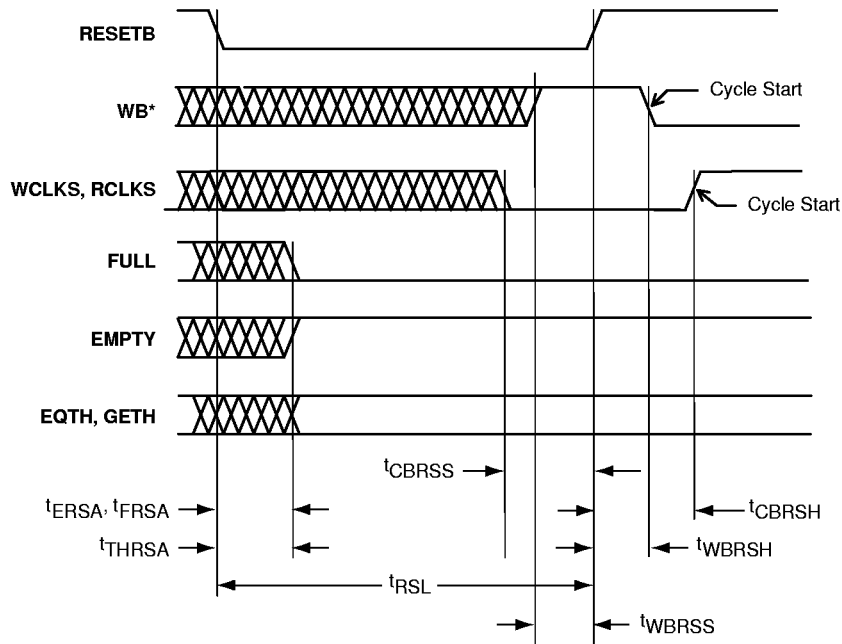 RESETB
WB*
Cycle Start
WCLKS, RCLKS
Cycle Start
FULL
EMPTY
EQTH, GETH
tCBRSS
tERSA, tFRSA
tCBRSH
tTHRSA
tWBRSH
tRSL
tWBRSS